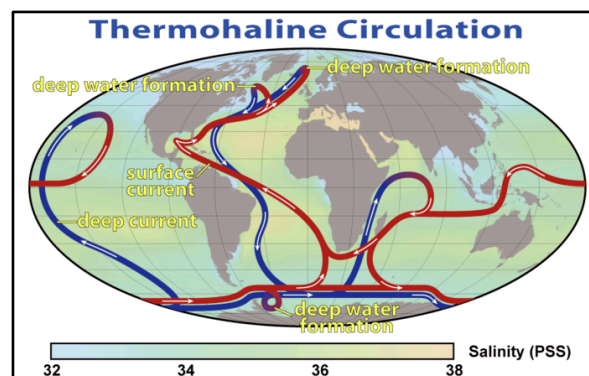 Thermohaline Circulation
deep water formation
deep water formation
surface
current
deep current
deep water
formation
Salinity (PSS)
32 34 36 38